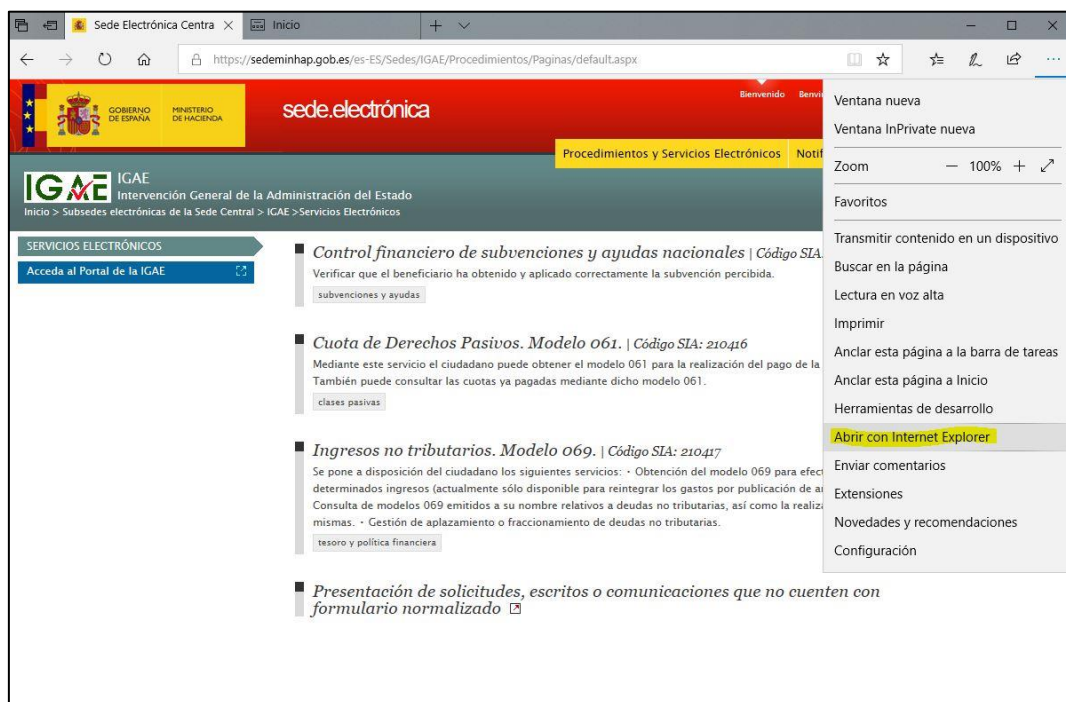 Sede Electrónica Centra
Inicio
https://sedeminhap.gob.es/es-ES/Sedes/IGAE/Procedimientos/Paginas/default.aspx
GOBIERNO DE ESPAÑA
MINISTERIO DE HACIENDA
sede.electrónica
Bienvenido
Procedimientos y Servicios Electrónicos
IGAE
IGAE
Intervención General de la Administración del Estado
Inicio > Subsedes electrónicas de la Sede Central > IGAE >Servicios Electrónicos
SERVICIOS ELECTRÓNICOS
Acceda al Portal de la IGAE
Control financiero de subvenciones y ayudas nacionales | Código SIA
Verificar que el beneficiario ha obtenido y aplicado correctamente la subvención percibida.
subvenciones y ayudas
Cuota de Derechos Pasivos. Modelo 061. | Código SIA: 210416
Mediante este servicio el ciudadano puede obtener el modelo 061 para la realización del pago de la
También puede consultar las cuotas ya pagadas mediante dicho modelo 061.
clases pasivas
Ingresos no tributarios. Modelo 069. | Código SIA: 210417
Se pone a disposición del ciudadano los siguientes servicios: · Obtención del modelo 069 para efec
determinados ingresos (actualmente sólo disponible para reintegrar los gastos por publicación de a
Consulta de modelos 069 emitidos a su nombre relativos a deudas no tributarias, así como la realiz
mismas. · Gestión de aplazamiento o fraccionamiento de deudas no tributarias.
tesoro y política financiera
Presentación de solicitudes, escritos o comunicaciones que no cuenten con
formulario normalizado
Ventana nueva
Ventana InPrivate nueva
Zoom — 100% +
Favoritos
Transmitir contenido en un dispositivo
Buscar en la página
Lectura en voz alta
Imprimir
Anclar esta página a la barra de tareas
Anclar esta página a Inicio
Herramientas de desarrollo
Abrir con Internet Explorer
Enviar comentarios
Extensiones
Novedades y recomendaciones
Configuración